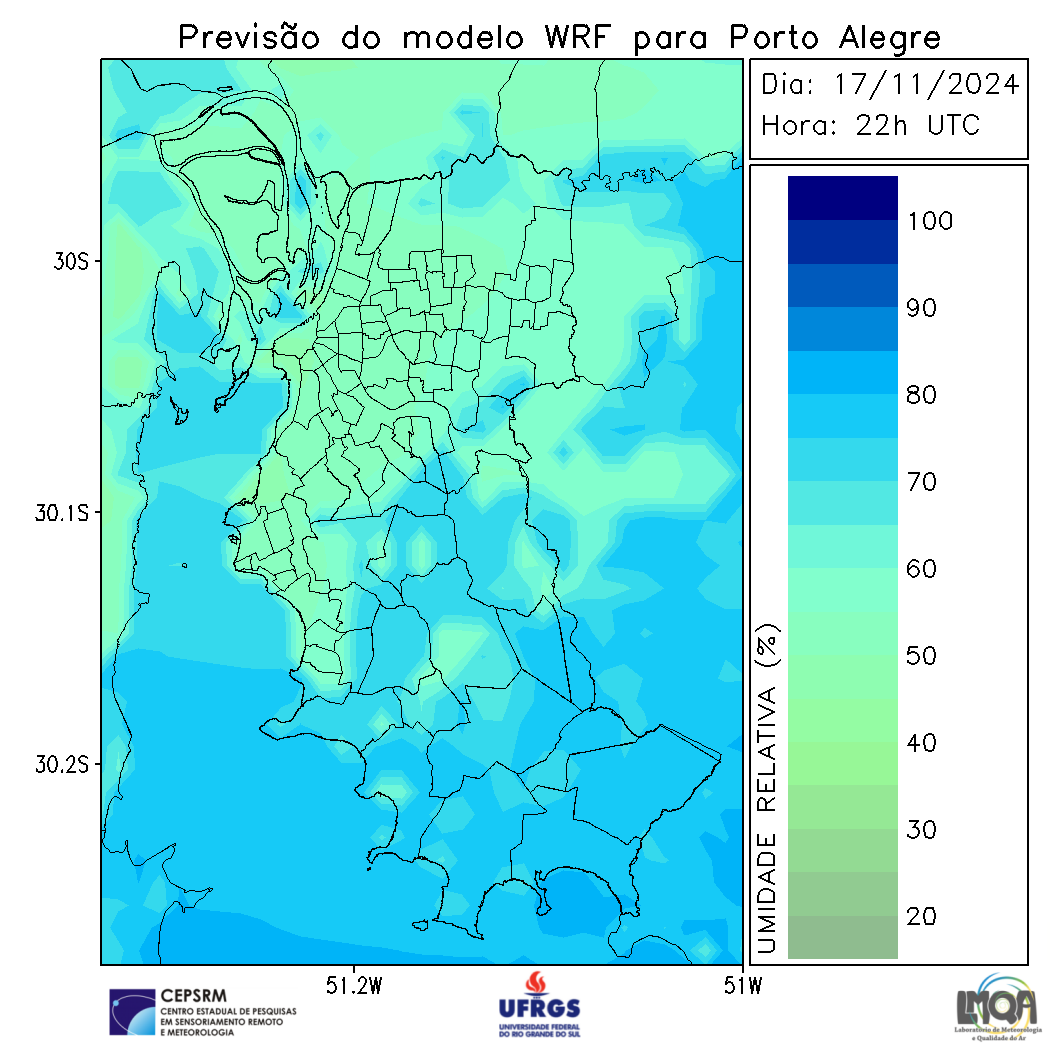 Previsão do modelo WRF para Porto Alegre
Dia: 17/11/2024
Hora: 22h UTC
100
90
80
70
60
50
40
30
20
UMIDADE RELATIVA (%)
30S
30.1S
30.2S
51.2W
51W
CEPSRM
CENTRO ESTADUAL DE PESQUISAS
EM SENSORIAMENTO REMOTO
E METEOROLOGIA
UFRGS
UNIVERSIDADE FEDERAL
DO RIO GRANDE DO SUL
LMQA
Laboratório de Meteorologia
e Qualidade do Ar